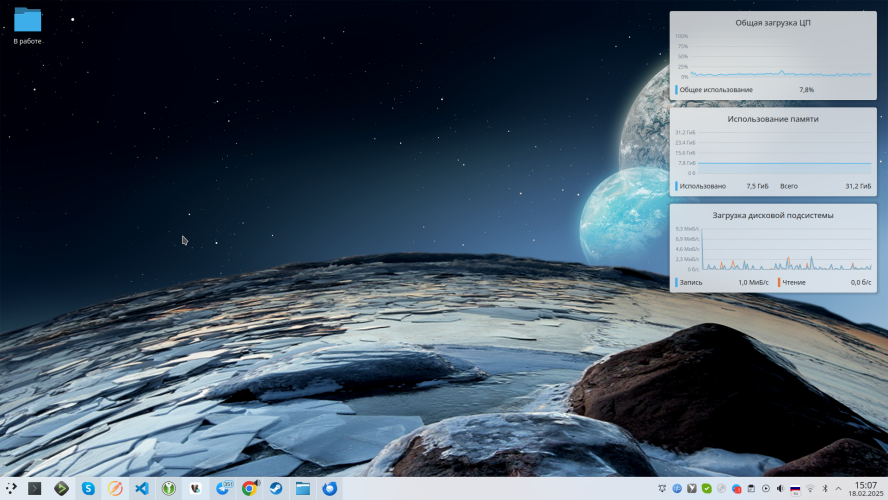 В работе
Общая загрузка ЦП
100%
75%
50%
25%
0%
Общее использование 7,8%
Использование памяти
31,2 ГиБ
23,4 ГиБ
15,6 ГиБ
7,8 ГиБ
0 б
Использовано 7,5 ГиБ Всего 31,2 ГиБ
Загрузка дисковой подсистемы
9,3 МиБ/с
6,9 МиБ/с
4,6 МиБ/с
2,3 МиБ/с
0 б/с
Запись 1,0 МиБ/с Чтение 0,0 б/с
351
15:07
18.02.2025